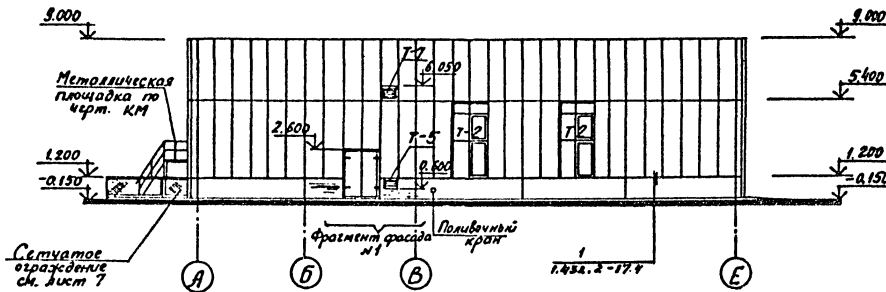 9.000
9.000
Т-7
6.050
Металлическая
площадка по
черт. КМ
5.400
2.600
Т-5
Т-2
Т-2
0.600
1.200
1.200
-0.150
-0.150
Сетчатое
ограждение
см. лист 7
Фрагмент фасада
№1
Поливочный
кран
1
1.432.2-17.4
А
Б
В
Е